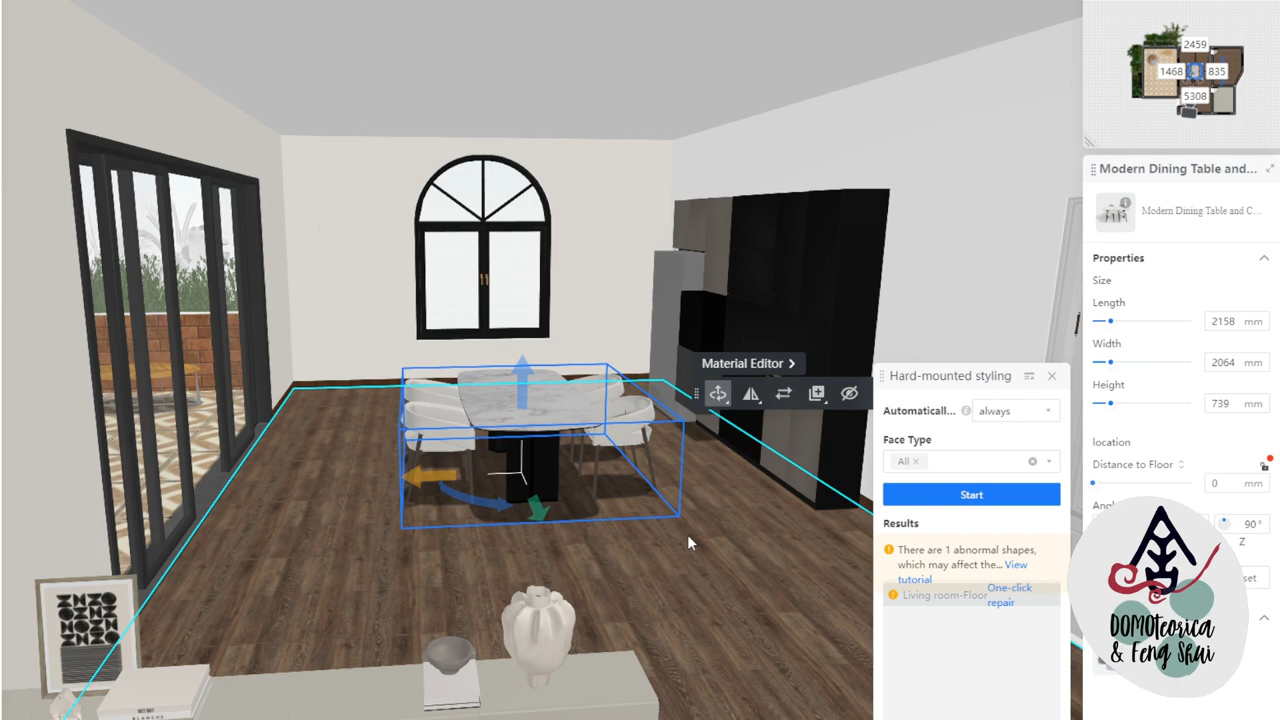 2459
1468
835
5308
Modern Dining Table and...
Modern Dining Table and C...
Properties
Size
Length
2158 mm
Width
2064 mm
Height
739 mm
location
Distance to Floor
0 mm
90°
Z
set
Material Editor
Hard-mounted styling
Automaticall...
always
Face Type
All
Start
Results
There are 1 abnormal shapes,
which may affect the... View
tutorial
Living room-Floor
One-click
repair
DOMOteorica
& Feng Shui